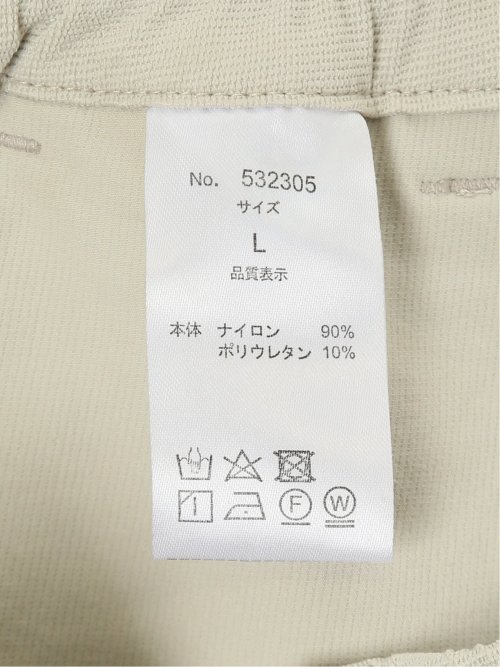 No. 532305
サイズ
L
品質表示
本体 ナイロン 90%
ポリウレタン 10%
F W